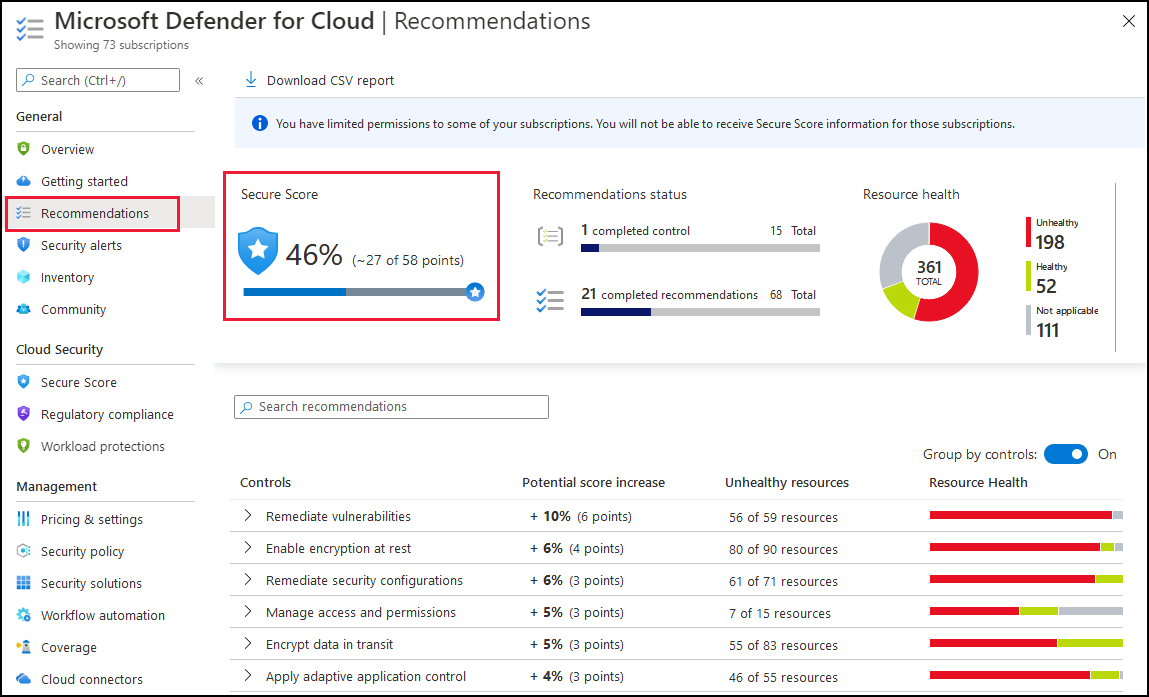 Microsoft Defender for Cloud | Recommendations
Showing 73 subscriptions
Search (Ctrl+/)
«
General
Overview
Getting started
Recommendations
Security alerts
Inventory
Community
Cloud Security
Secure Score
Regulatory compliance
Workload protections
Management
Pricing & settings
Security policy
Security solutions
Workflow automation
Coverage
Cloud connectors
Download CSV report
You have limited permissions to some of your subscriptions. You will not be able to receive Secure Score information for those subscriptions.
Secure Score
46% (~27 of 58 points)
Recommendations status
1 completed control 15 Total
21 completed recommendations 68 Total
Resource health
361
TOTAL
Unhealthy
198
Healthy
52
Not applicable
111
Search recommendations
Group by controls: On
Controls Potential score increase Unhealthy resources Resource Health
Remediate vulnerabilities + 10% (6 points) 56 of 59 resources
Enable encryption at rest + 6% (4 points) 80 of 90 resources
Remediate security configurations + 6% (3 points) 61 of 71 resources
Manage access and permissions + 5% (3 points) 7 of 15 resources
Encrypt data in transit + 5% (3 points) 55 of 83 resources
Apply adaptive application control + 4% (3 points) 46 of 55 resources